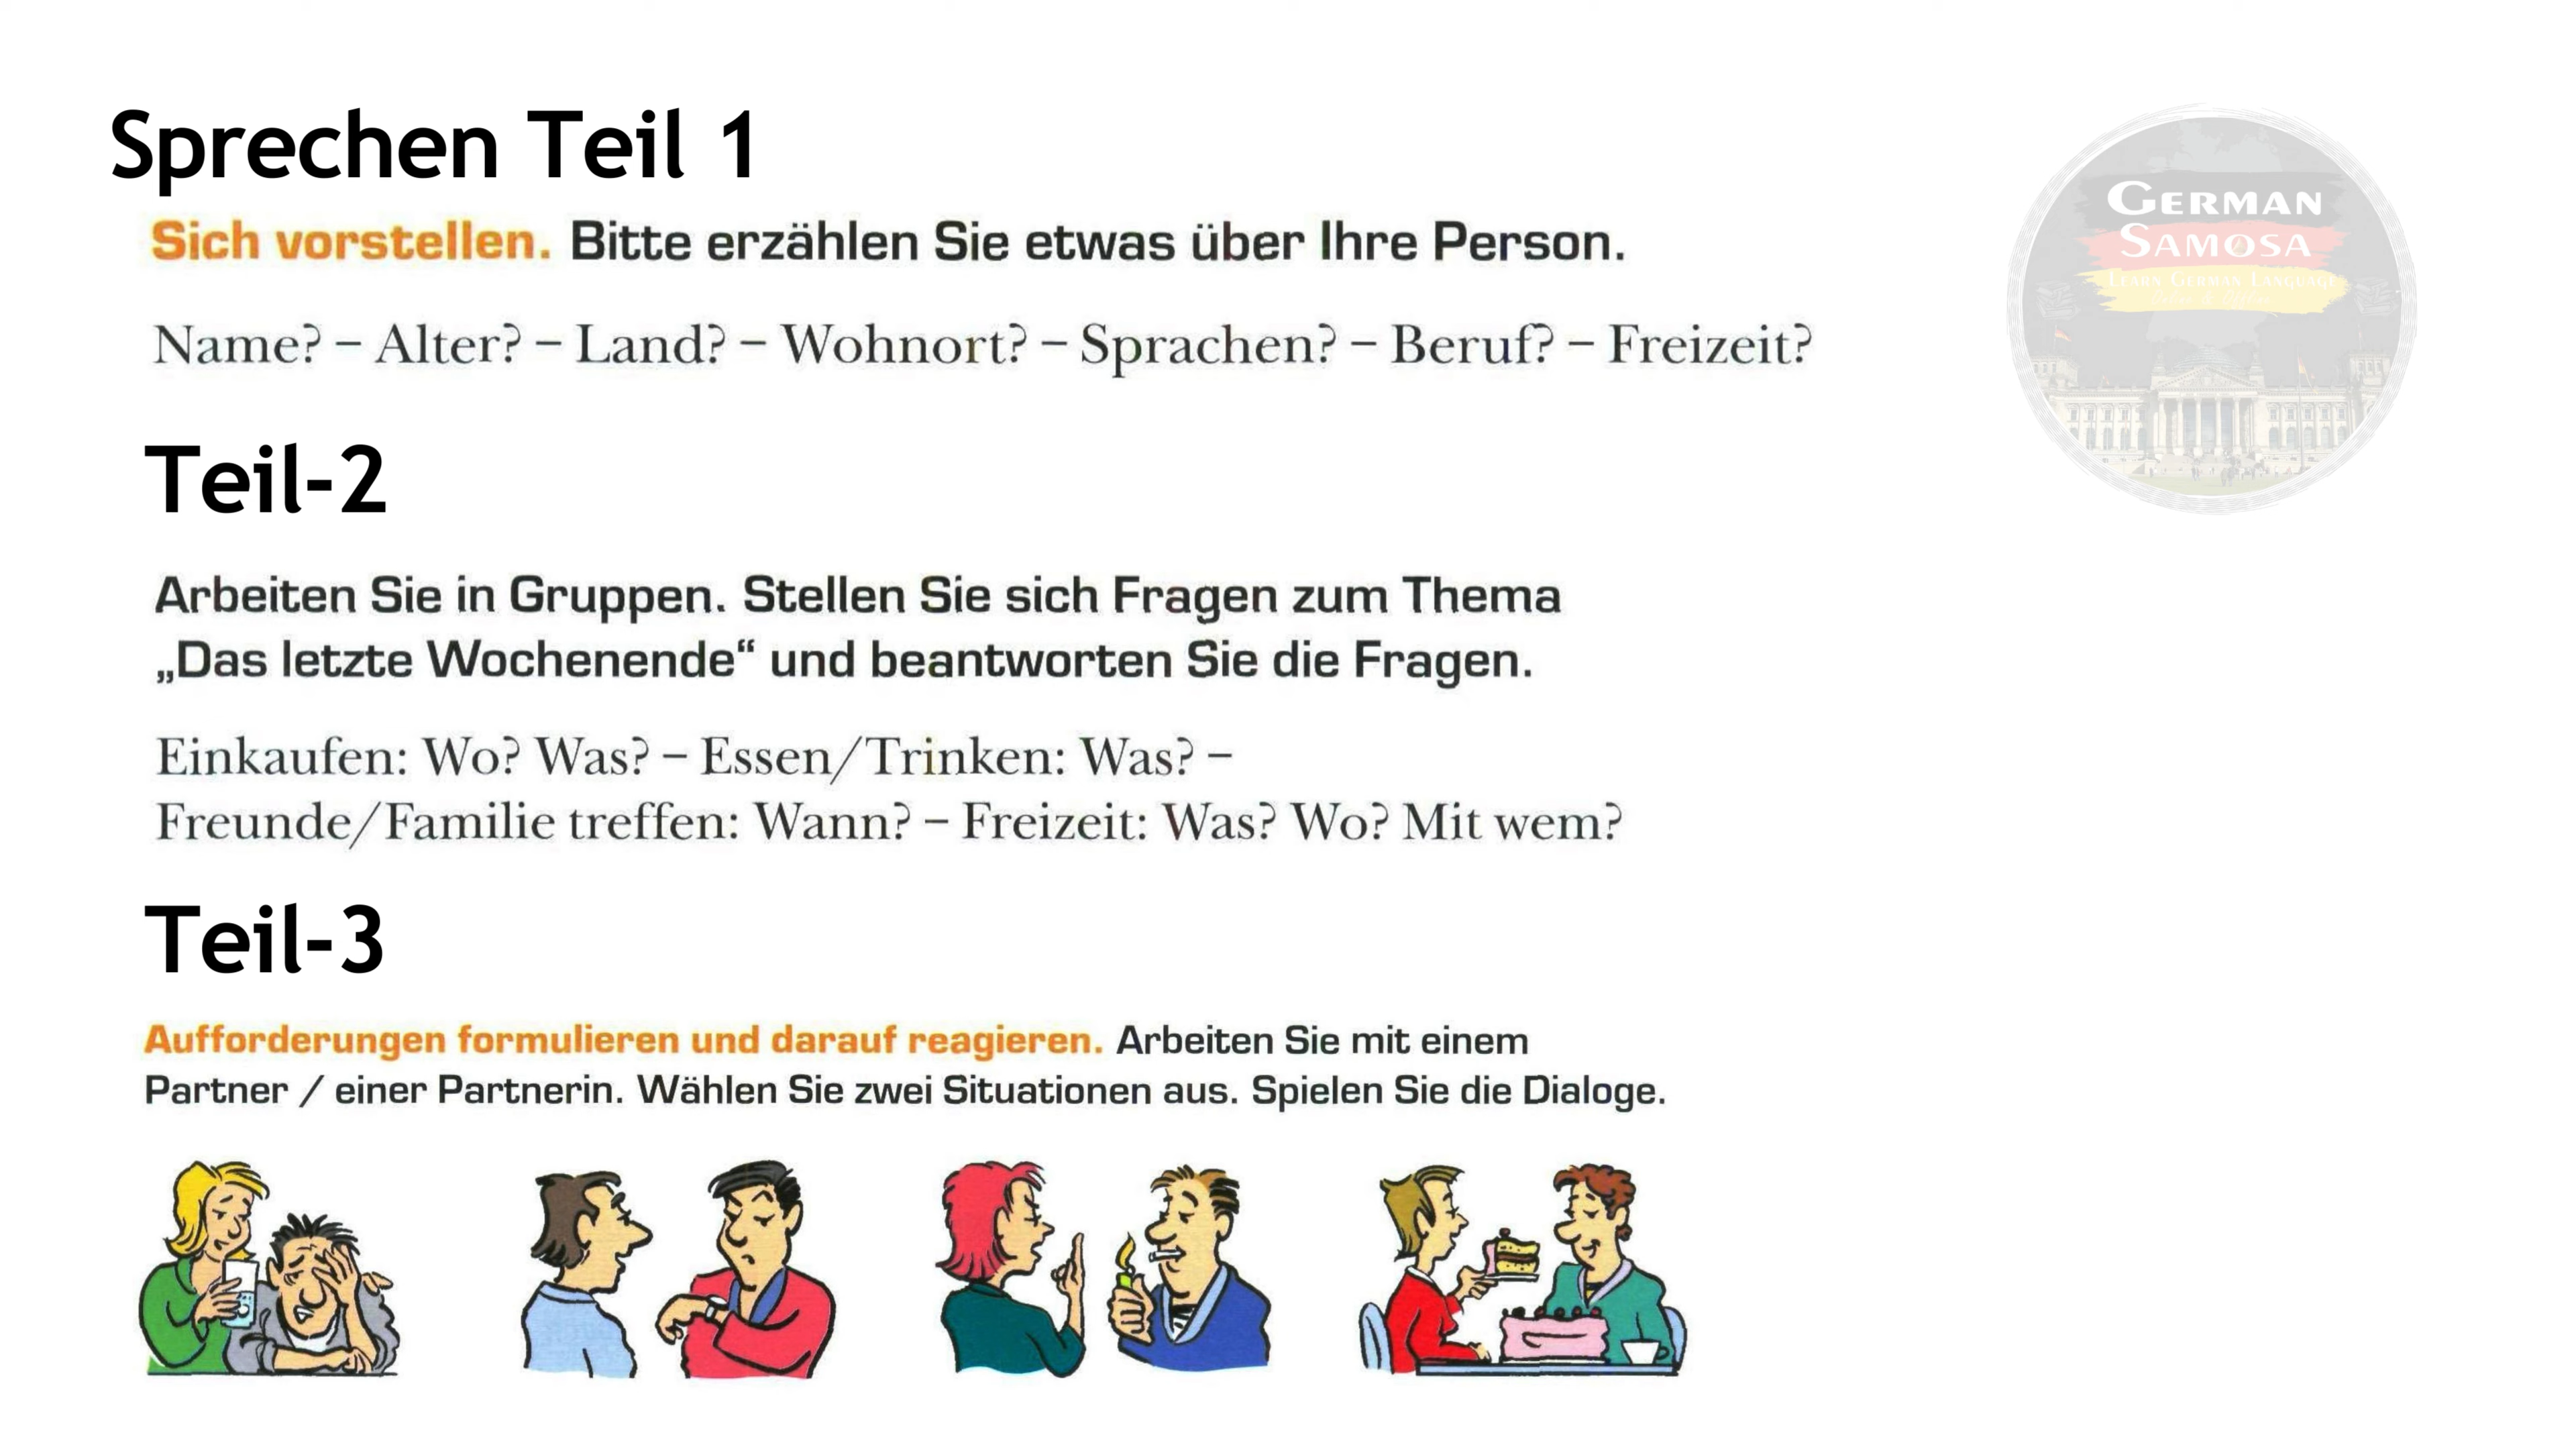 Sprechen Teil 1
Sich vorstellen. Bitte erzählen Sie etwas über Ihre Person.
Name? – Alter? – Land? – Wohnort? – Sprachen? – Beruf? – Freizeit?
GERMAN
SAMOSA
LEARN GERMAN LANGUAGE
Teil-2
Arbeiten Sie in Gruppen. Stellen Sie sich Fragen zum Thema
„Das letzte Wochenende“ und beantworten Sie die Fragen.
Einkaufen: Wo? Was? – Essen/Trinken: Was? –
Freunde/Familie treffen: Wann? – Freizeit: Was? Wo? Mit wem?
Teil-3
Aufforderungen formulieren und darauf reagieren. Arbeiten Sie mit einem
Partner / einer Partnerin. Wählen Sie zwei Situationen aus. Spielen Sie die Dialoge.